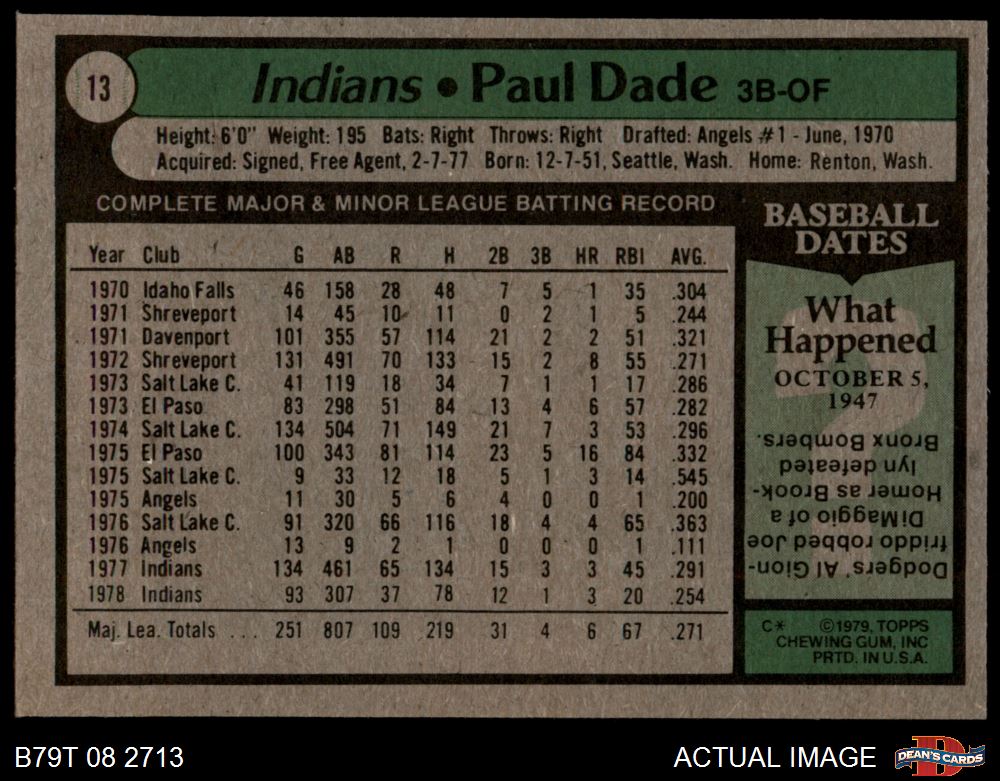 13
Indians • Paul Dade 3B-OF
Height: 6'0" Weight: 195 Bats: Right Throws: Right Drafted: Angels #1 - June, 1970
Acquired: Signed, Free Agent, 2-7-77 Born: 12-7-51, Seattle, Wash. Home: Renton, Wash.
COMPLETE MAJOR & MINOR LEAGUE BATTING RECORD
Year Club G AB R H 2B 3B HR RBI AVG.
1970 Idaho Falls 46 158 28 48 7 5 1 35 .304
1971 Shreveport 14 45 10 11 0 2 1 5 .244
1971 Davenport 101 355 57 114 21 2 2 51 .321
1972 Shreveport 131 491 70 133 15 2 8 55 .271
1973 Salt Lake C. 41 119 18 34 7 1 1 17 .286
1973 El Paso 83 298 51 84 13 4 6 57 .282
1974 Salt Lake C. 134 504 71 149 21 7 3 53 .296
1975 El Paso 100 343 81 114 23 5 16 84 .332
1975 Salt Lake C. 9 33 12 18 5 1 3 14 .545
1975 Angels 11 30 5 6 4 0 0 1 .200
1976 Salt Lake C. 91 320 66 116 18 4 4 65 .363
1976 Angels 13 9 2 1 0 0 0 1 .111
1977 Indians 134 461 65 134 15 3 3 45 .291
1978 Indians 93 307 37 78 12 1 3 20 .254
Maj. Lea. Totals ... 251 807 109 219 31 4 6 67 .271
BASEBALL
DATES
What
Happened
OCTOBER 5,
1947
Dodgers' Al Gion-
friddo robbed Joe
DiMaggio of a
Homer as Brook-
lyn defeated
Bronx Bombers.
C* ©1979, TOPPS
CHEWING GUM, INC
PRTD. IN U.S.A.
B79T 08 2713
ACTUAL IMAGE
D
DEAN'S CARDS